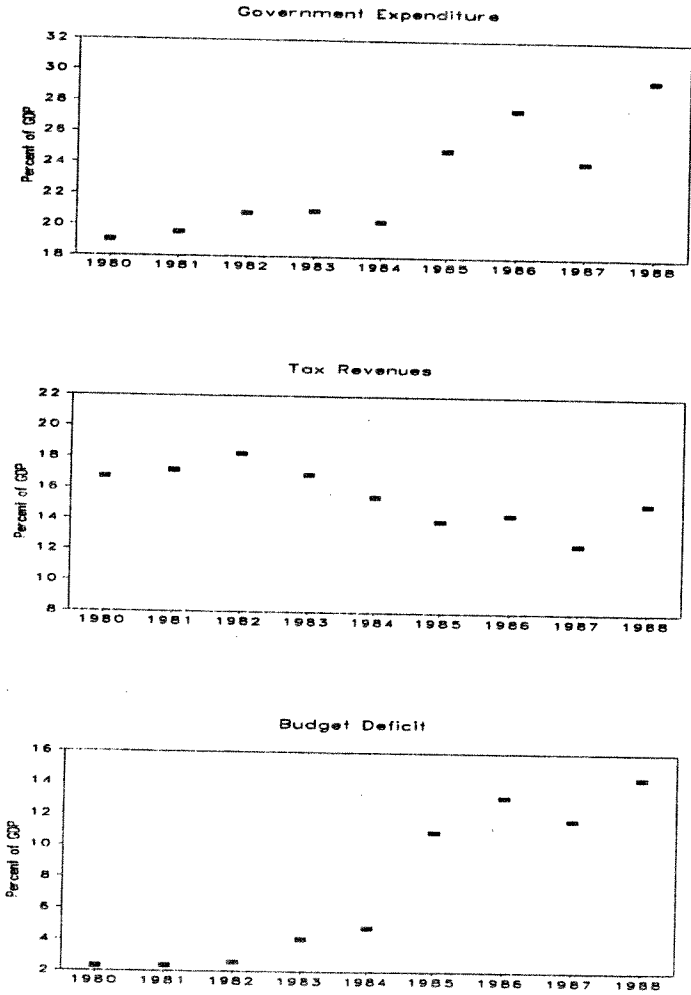 Government Expenditure
Percent of GDP
32
30
28
26
24
22
20
18
1980 1981 1982 1983 1984 1985 1986 1987 1988
Tax Revenues
Percent of GDP
22
20
18
16
14
12
10
8
1980 1981 1982 1983 1984 1985 1986 1987 1988
Budget Deficit
Percent of GDP
16
14
12
10
8
6
4
2
1980 1981 1982 1983 1984 1985 1986 1987 1988